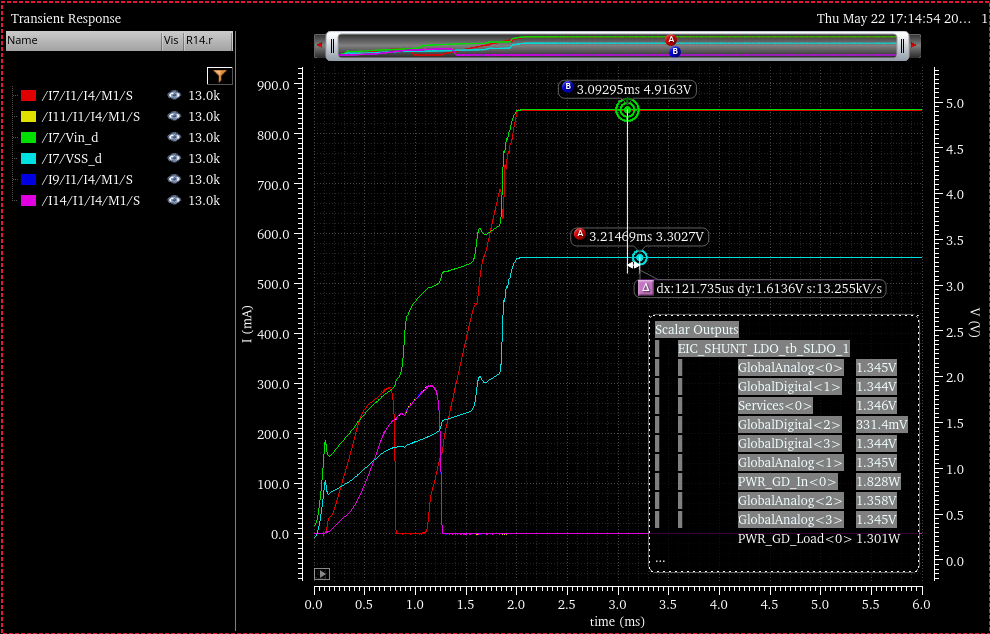 Transient Response
Thu May 22 17:14:54 20... 1
Name Vis R14.r
/I7/I1/I4/M1/S 13.0k
/I11/I1/I4/M1/S 13.0k
/I7/Vin_d 13.0k
/I7/VSS_d 13.0k
/I9/I1/I4/M1/S 13.0k
/I14/I1/I4/M1/S 13.0k
A
B
900.0
800.0
700.0
600.0
500.0
400.0
300.0
200.0
100.0
0.0
I (mA)
B 3.09295ms 4.9163V
A 3.21469ms 3.3027V
Δ dx:121.735us dy:1.6136V s:13.255kV/s
Scalar Outputs
EIC_SHUNT_LDO_tb_SLDO_1
GlobalAnalog<0> 1.345V
GlobalDigital<1> 1.344V
Services<0> 1.346V
GlobalDigital<2> 331.4mV
GlobalDigital<3> 1.344V
GlobalAnalog<1> 1.345V
PWR_GD_In<0> 1.828W
GlobalAnalog<2> 1.358V
GlobalAnalog<3> 1.345V
PWR_GD_Load<0> 1.301W
...
5.0
4.5
4.0
3.5
3.0
2.5
2.0
1.5
1.0
0.5
0.0
V (V)
0.0 0.5 1.0 1.5 2.0 2.5 3.0 3.5 4.0 4.5 5.0 5.5 6.0
time (ms)